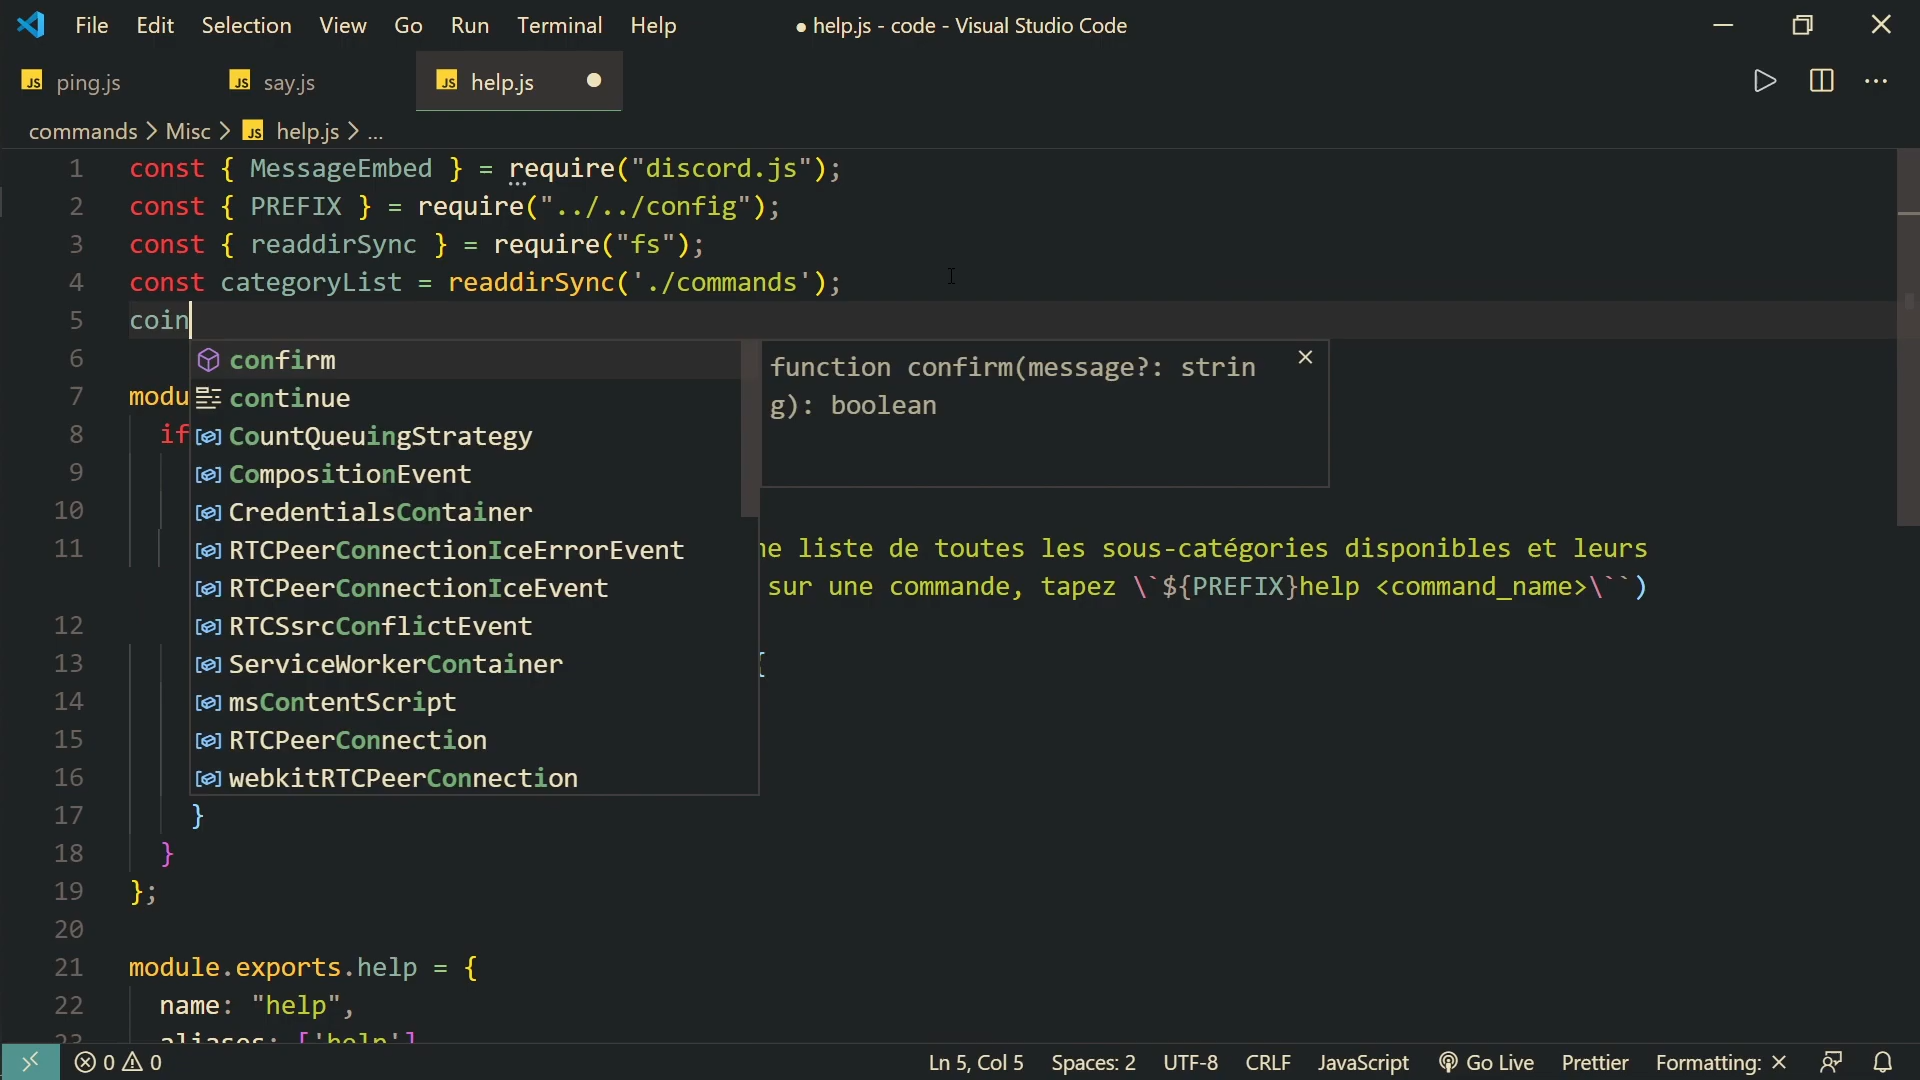 File Edit Selection View Go Run Terminal Help ● help.js - code - Visual Studio Code
JS ping.js JS say.js JS help.js
commands > Misc > JS help.js > ...
1 const { MessageEmbed } = require("discord.js");
2 const { PREFIX } = require("../../config");
3 const { readdirSync } = require("fs");
4 const categoryList = readdirSync('./commands');
5 coin
6 confirm
function confirm(message?: strin
g): boolean
7 modu continue
8 if CountQueuingStrategy
9 CompositionEvent
10 CredentialsContainer
11 RTCPeerConnectionIceErrorEvent liste de toutes les sous-catégories disponibles et leurs
RTCPeerConnectionIceEvent sur une commande, tapez \`${PREFIX}help <command_name>\``)
12 RTCSsrcConflictEvent
13 ServiceWorkerContainer {
14 msContentScript
15 RTCPeerConnection
16 webkitRTCPeerConnection
17 }
18 }
19 };
20
21 module.exports.help = {
22 name: "help",
23 aliases: ['help']
0 0 Ln 5, Col 5 Spaces: 2 UTF-8 CRLF JavaScript Go Live Prettier Formatting: ×